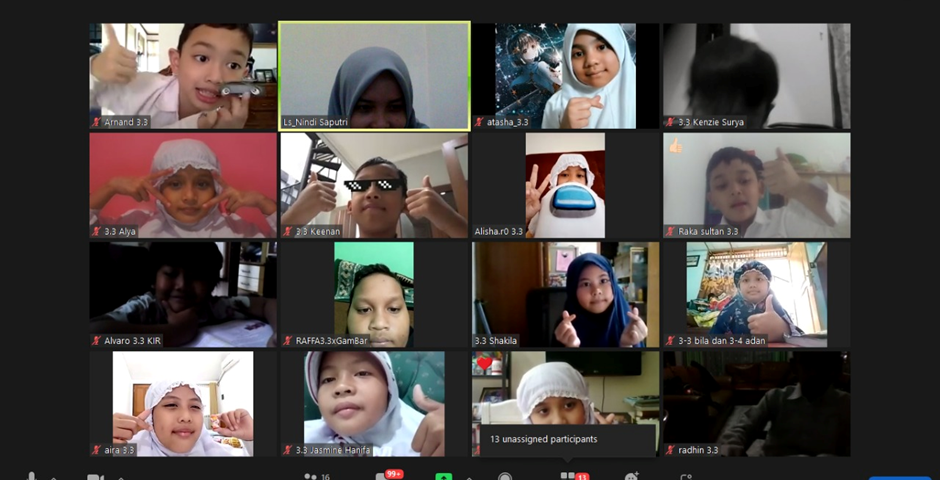 Arnand 3.3
Ls_Nindi Saputri
atasha_3.3
3.3 Kenzie Surya
3.3 Alya
3.3 Keenan
Alisha.r0 3.3
Raka sultan 3.3
Alvaro 3.3 KIR
RAFFA3.3xGamBar
3.3 Shakila
3-3 bila dan 3-4 adan
aira 3.3
3.3 Jasmine Hanifa
13 unassigned participants
radhin 3.3
16
99+
13